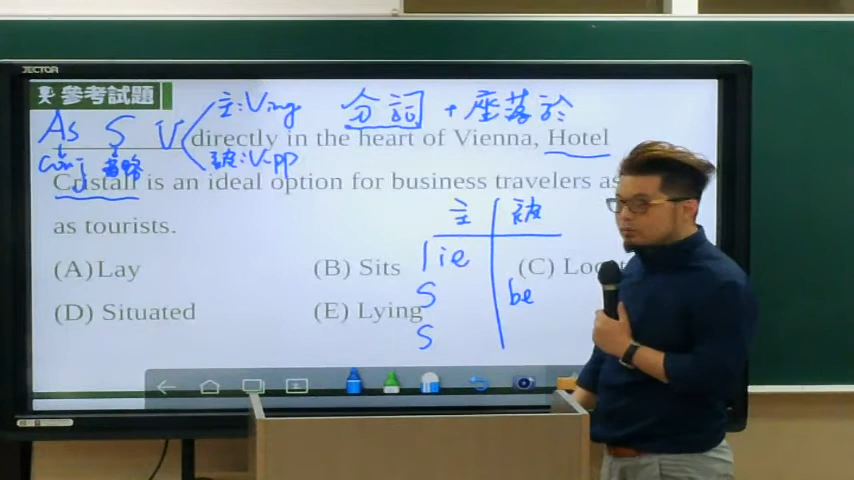 JECTOR
參考試題
主:Ving
分詞 + 座落於
As S V directly in the heart of Vienna, Hotel
conj 省略 被:Vpp
Cristall is an ideal option for business travelers as
as tourists.
主 被
(A) Lay (B) Sits (C) Loc
(D) Situated (E) Lying
lie
S be
S